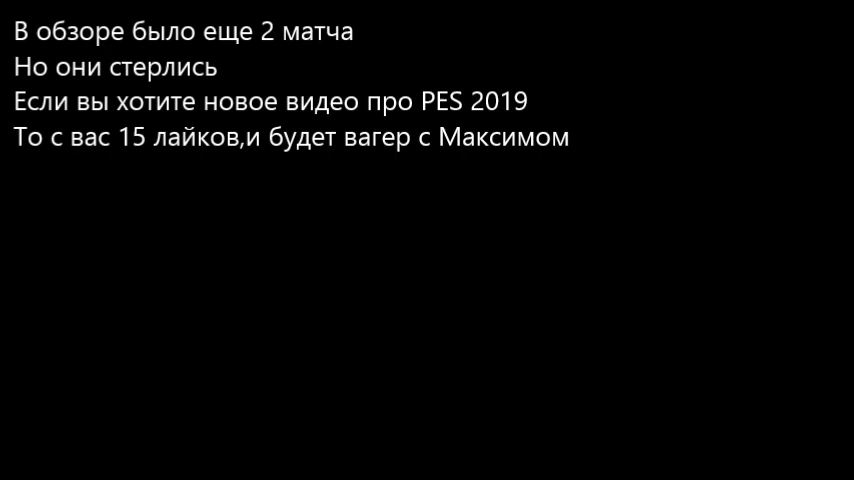 В обзоре было еще 2 матча
Но они стерлись
Если вы хотите новое видео про PES 2019
То с вас 15 лайков,и будет вагер с Максимом